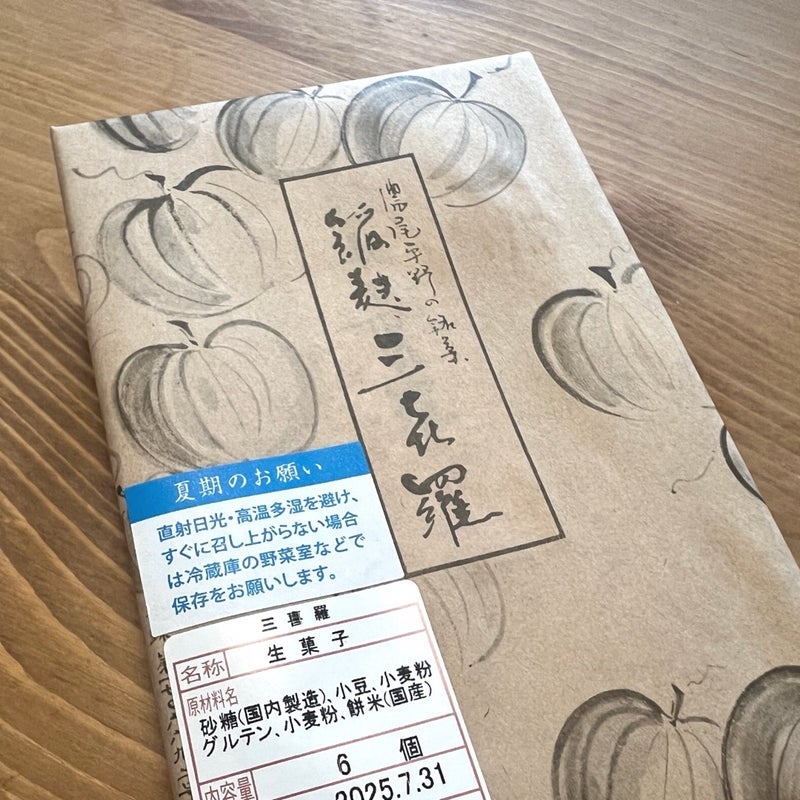 濡尾平野の銘菓
麩三㐂羅
夏期のお願い
直射日光・高温多湿を避け、
すぐに召し上がらない場合
は冷蔵庫の野菜室などで
保存をお願いします。
三喜羅
名称 生菓子
原材料名 砂糖(国内製造)、小豆、小麦粉
グルテン、小麦粉、餅米(国産)
内容量 6 個
2025.7.31